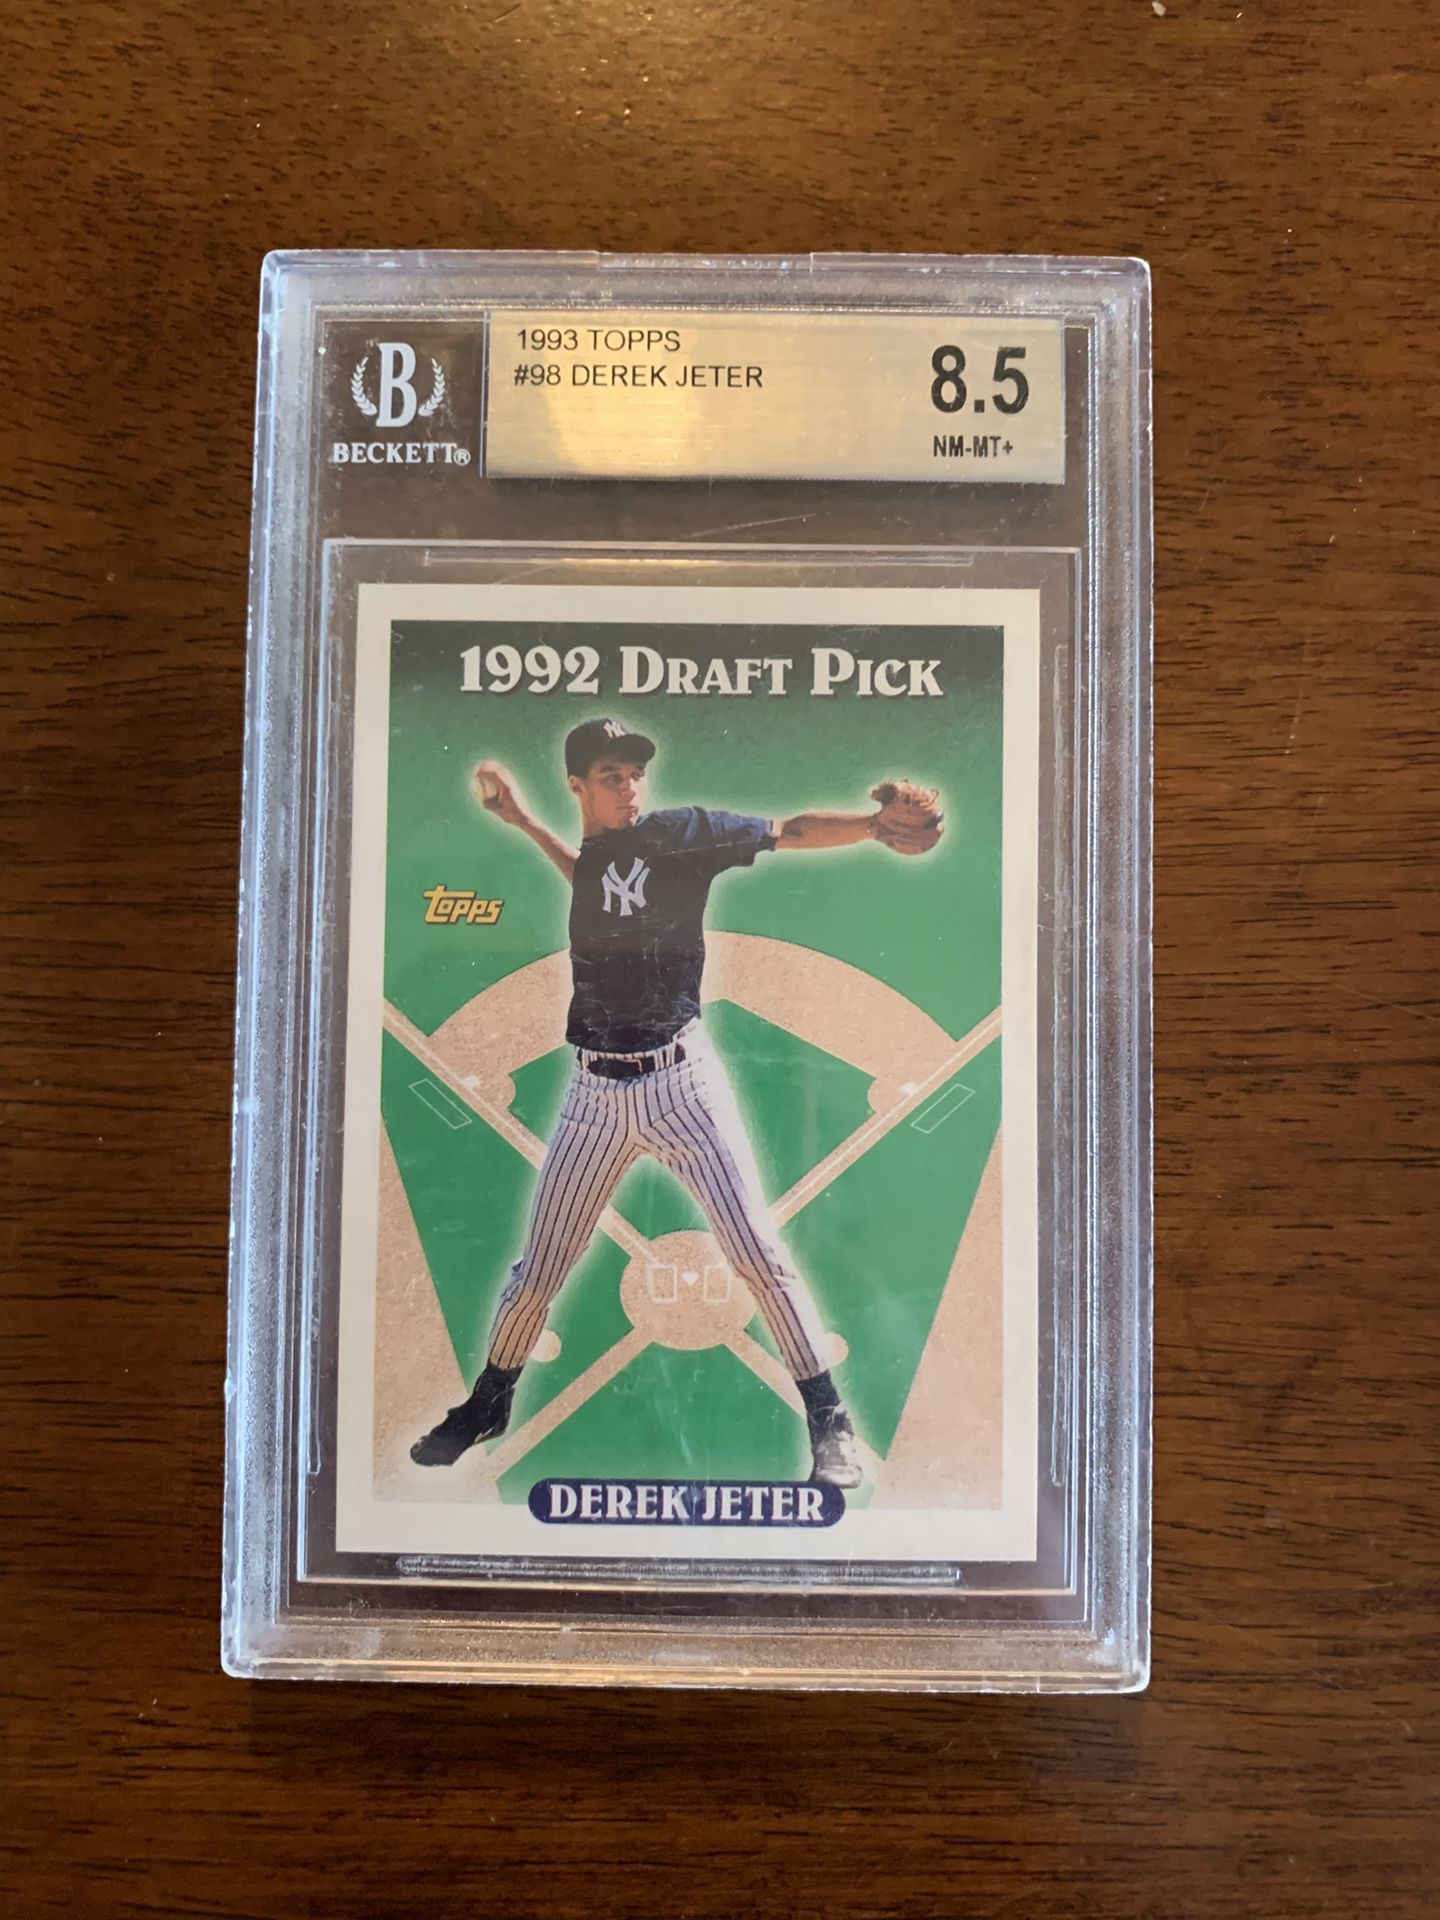 1993 TOPPS
#98 DEREK JETER
8.5
NM-MT+
B
BECKETT®
1992 DRAFT PICK
NY
NY
TOPPS
DEREK JETER